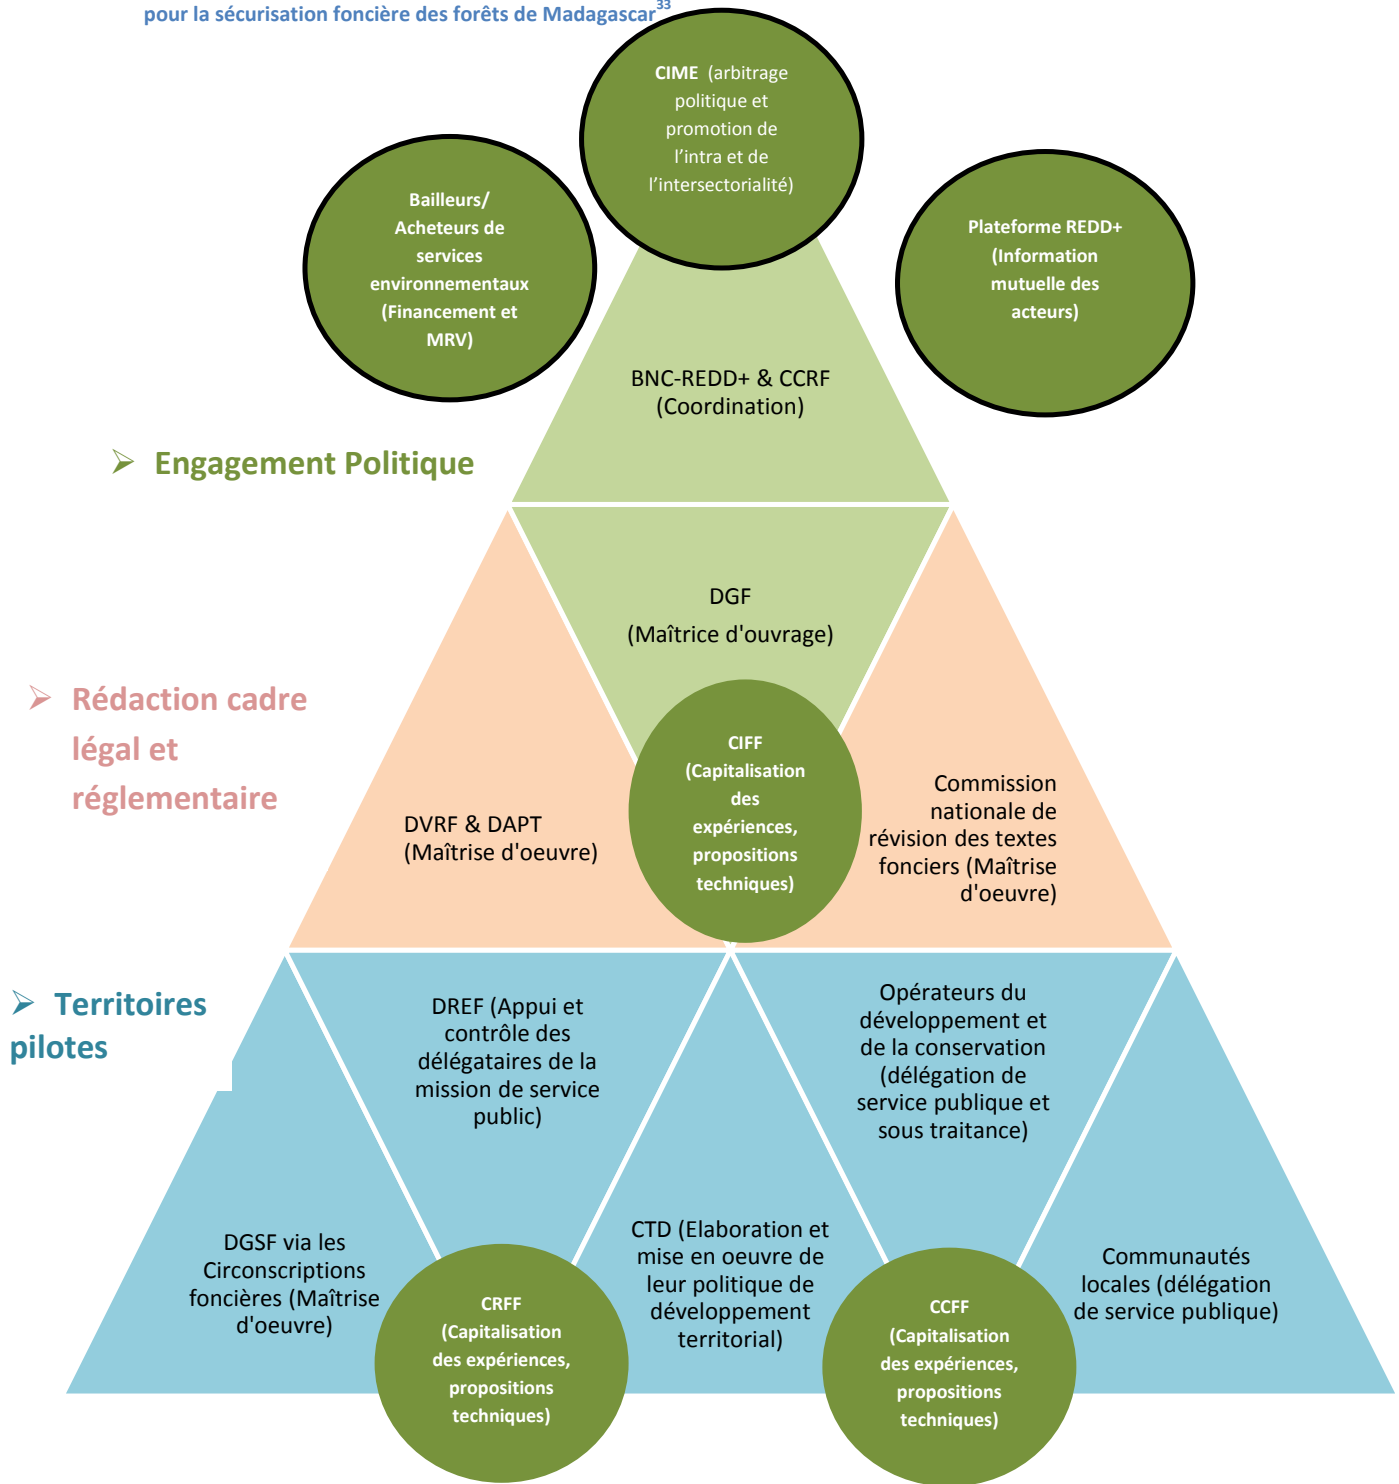 pour la sécurisation foncière des forêts de Madagascar³³
CIME (arbitrage
politique et
promotion de
l'intra et de
l'intersectorialité)
Bailleurs/
Acheteurs de
services
environnementaux
(Financement et
MRV)
Plateforme REDD+
(Information
mutuelle des
acteurs)
BNC-REDD+ & CCRF
(Coordination)
➢ Engagement Politique
DGF
(Maîtrice d'ouvrage)
➢ Rédaction cadre
légal et
réglementaire
CIFF
(Capitalisation
des
expériences,
propositions
techniques)
DVRF & DAPT
(Maîtrise d'oeuvre)
Commission
nationale de
révision des textes
fonciers (Maîtrise
d'oeuvre)
➢ Territoires
pilotes
DREF (Appui et
contrôle des
délégataires de la
mission de service
public)
Opérateurs du
développement et
de la conservation
(délégation de
service publique et
sous traitance)
DGSF via les
Circonscriptions
foncières (Maîtrise
d'oeuvre)
CRFF
(Capitalisation
des expériences,
propositions
techniques)
CTD (Elaboration et
mise en oeuvre de
leur politique de
développement
territorial)
CCFF
(Capitalisation
des expériences,
propositions
techniques)
Communautés
locales (délégation
de service publique)